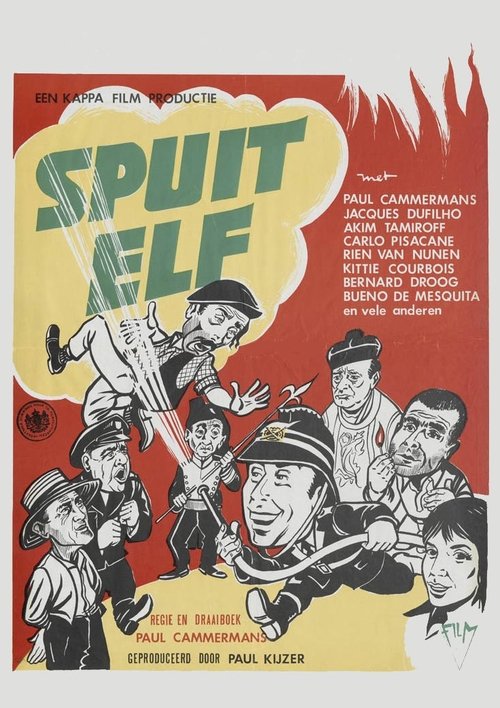 EEN KAPPA FILM PRODUCTIE
SPUIT
ELF
met
PAUL CAMMERMANS
JACQUES DUFILHO
AKIM TAMIROFF
CARLO PISACANE
RIEN VAN NUNEN
KITTIE COURBOIS
BERNARD DROOG
BUENO DE MESQUITA
en vele anderen
REGIE EN DRAAIBOEK
PAUL CAMMERMANS
GEPRODUCEERD DOOR PAUL KIJZER
FILM